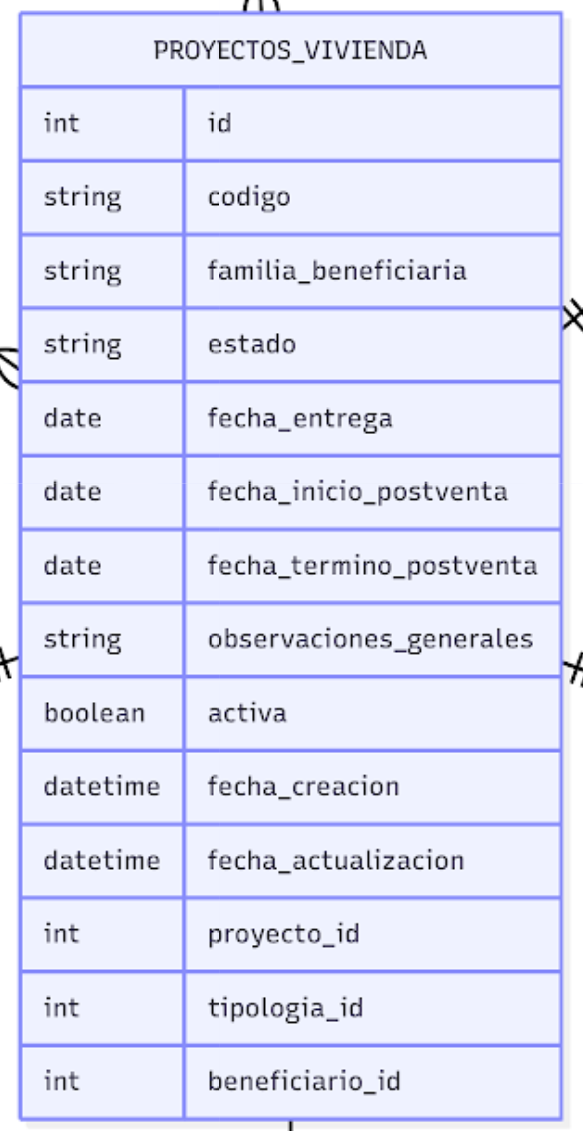 PROYECTOS_VIVIENDA
int id
string codigo
string familia_beneficiaria
string estado
date fecha_entrega
date fecha_inicio_postventa
date fecha_termino_postventa
string observaciones_generales
boolean activa
datetime fecha_creacion
datetime fecha_actualizacion
int proyecto_id
int tipologia_id
int beneficiario_id